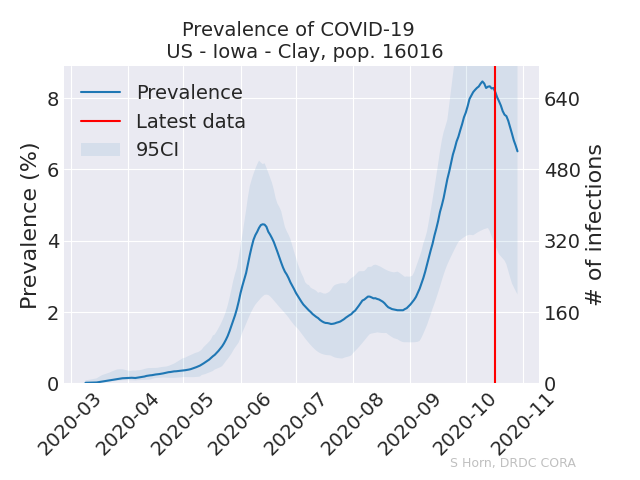 Prevalence of COVID-19
US - Iowa - Clay, pop. 16016
Prevalence
Latest data
95CI
Prevalence (%)
8
6
4
2
0
# of infections
640
480
320
160
0
2020-03
2020-04
2020-05
2020-06
2020-07
2020-08
2020-09
2020-10
2020-11
S Horn, DRDC CORA